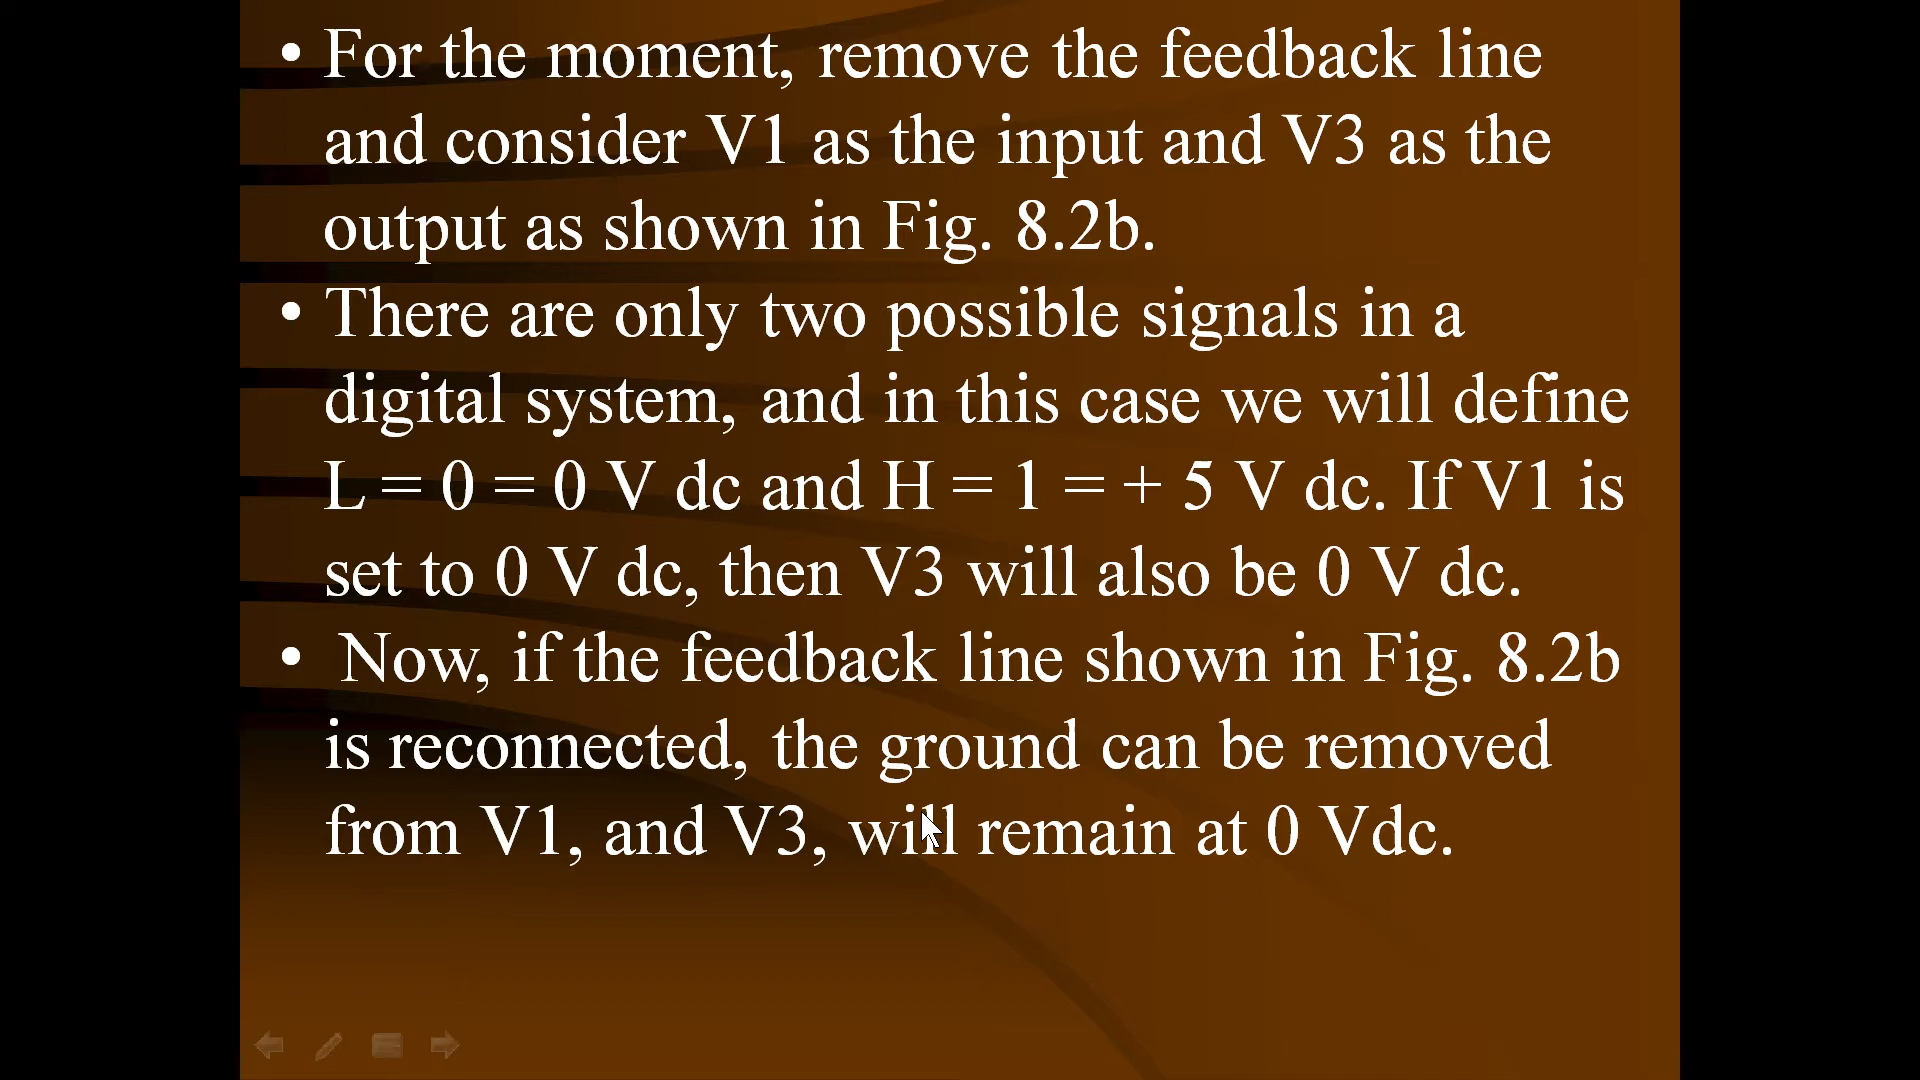 • For the moment, remove the feedback line
and consider V1 as the input and V3 as the
output as shown in Fig. 8.2b.
• There are only two possible signals in a
digital system, and in this case we will define
L = 0 = 0 V dc and H = 1 = + 5 V dc. If V1 is
set to 0 V dc, then V3 will also be 0 V dc.
• Now, if the feedback line shown in Fig. 8.2b
is reconnected, the ground can be removed
from V1, and V3, will remain at 0 Vdc.